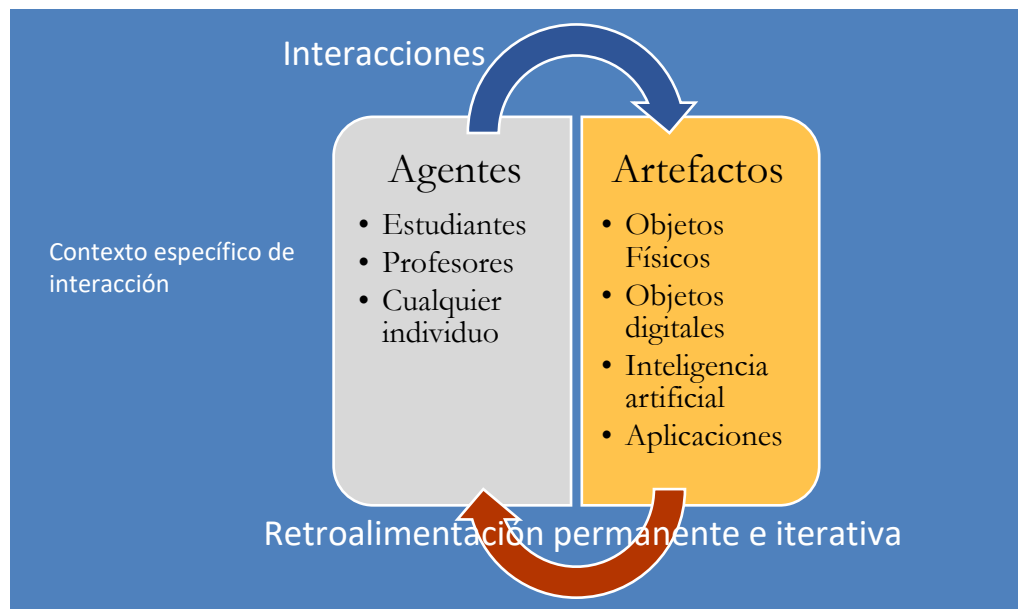 Interacciones
Agentes
• Estudiantes
• Profesores
• Cualquier
individuo
Artefactos
• Objetos
Físicos
• Objetos
digitales
• Inteligencia
artificial
• Aplicaciones
Contexto específico de
interacción
Retroalimentación permanente e iterativa